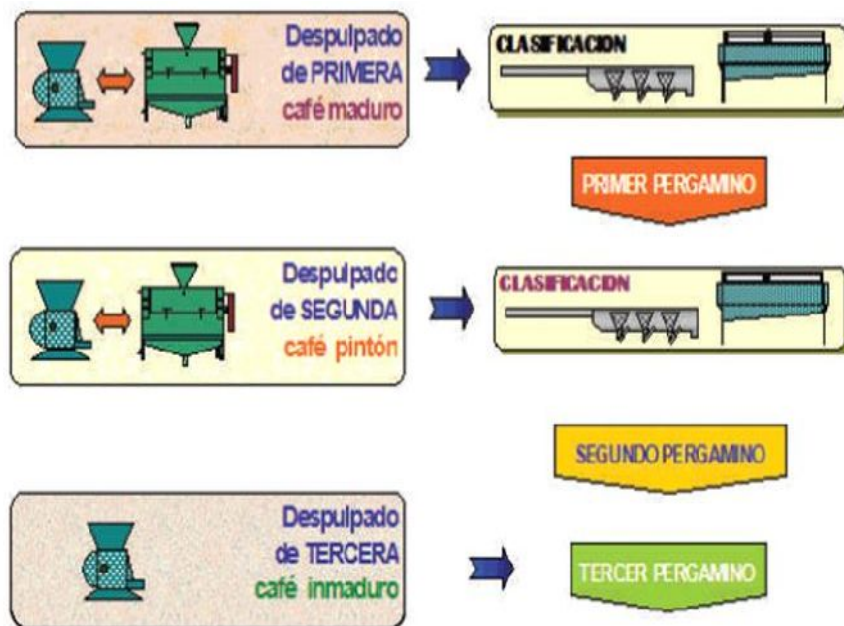 Despulpado
de PRIMERA
café maduro
CLASIFICACION
PRIMER PERGAMINO
Despulpado
de SEGUNDA
café pintón
CLASIFICACION
SEGUNDO PERGAMINO
Despulpado
de TERCERA
café inmaduro
TERCER PERGAMINO